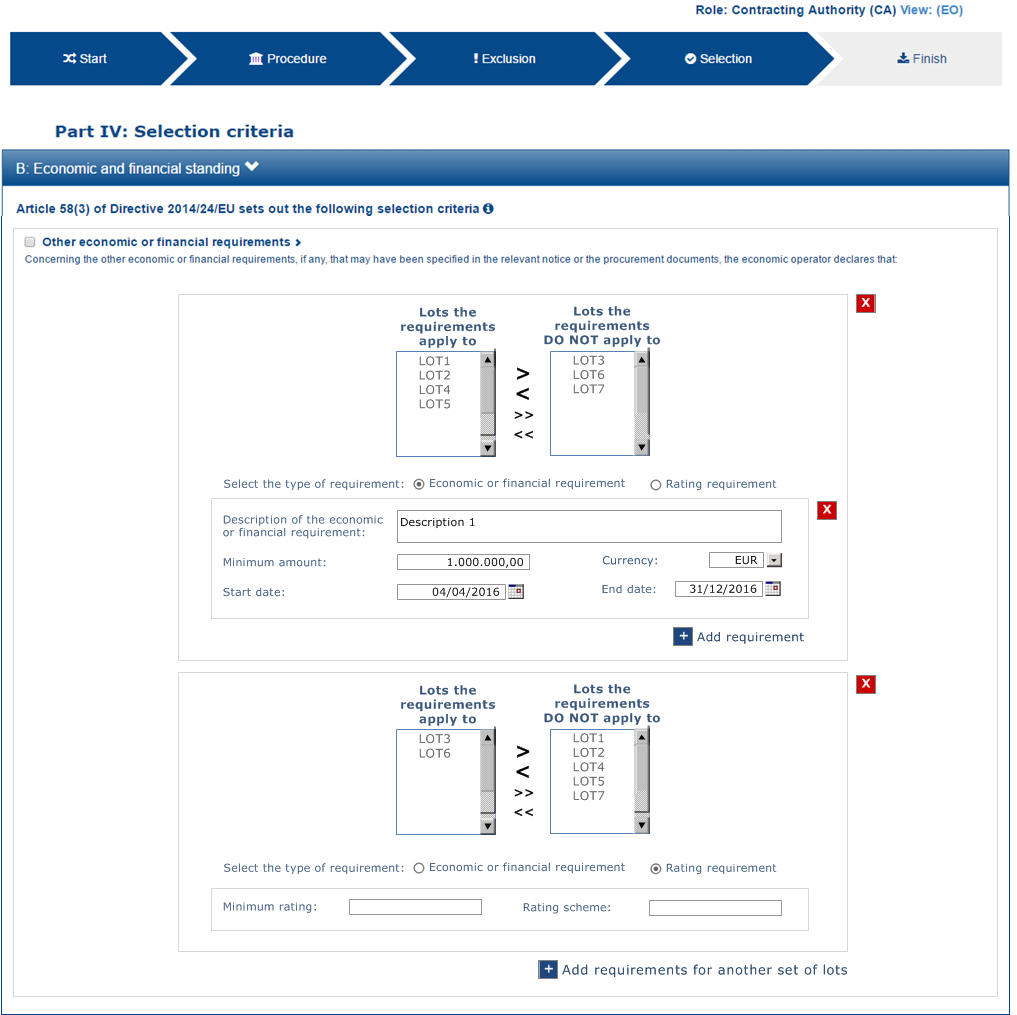 Role: Contracting Authority (CA) View: (EO)
Start
Procedure
Exclusion
Selection
Finish
Part IV: Selection criteria
B: Economic and financial standing
Article 58(3) of Directive 2014/24/EU sets out the following selection criteria
Other economic or financial requirements
Concerning the other economic or financial requirements, if any, that may have been specified in the relevant notice or the procurement documents, the economic operator declares that:
X
Lots the
requirements
apply to
LOT1
LOT2
LOT4
LOT5
>
<
>>
<<
Lots the
requirements
DO NOT apply to
LOT3
LOT6
LOT7
Select the type of requirement: Economic or financial requirement Rating requirement
X
Description of the economic
or financial requirement:
Description 1
Minimum amount: 1.000.000,00 Currency: EUR
Start date: 04/04/2016 End date: 31/12/2016
+ Add requirement
X
Lots the
requirements
apply to
LOT3
LOT6
>
<
>>
<<
Lots the
requirements
DO NOT apply to
LOT1
LOT2
LOT4
LOT5
LOT7
Select the type of requirement: Economic or financial requirement Rating requirement
Minimum rating: Rating scheme:
+ Add requirements for another set of lots